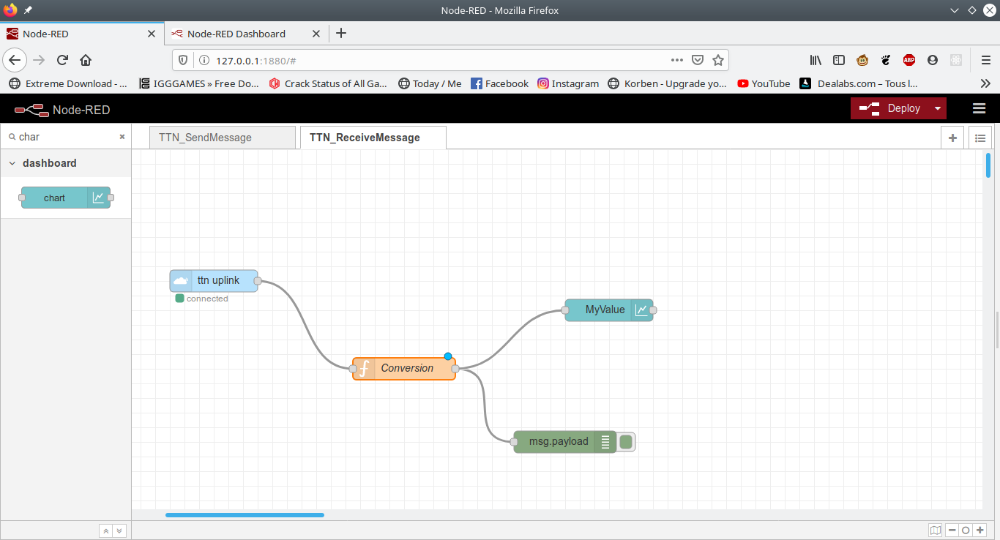 Node-RED - Mozilla Firefox
Node-RED
Node-RED Dashboard
127.0.0.1:1880/#
ABP
Extreme Download - ...
IGGGAMES » Free Do...
Crack Status of All Ga...
Today / Me
Facebook
Instagram
Korben - Upgrade yo...
YouTube
Dealabs.com – Tous l...
Node-RED
Deploy
char
TTN_SendMessage
TTN_ReceiveMessage
dashboard
chart
ttn uplink
connected
MyValue
Conversion
msg.payload